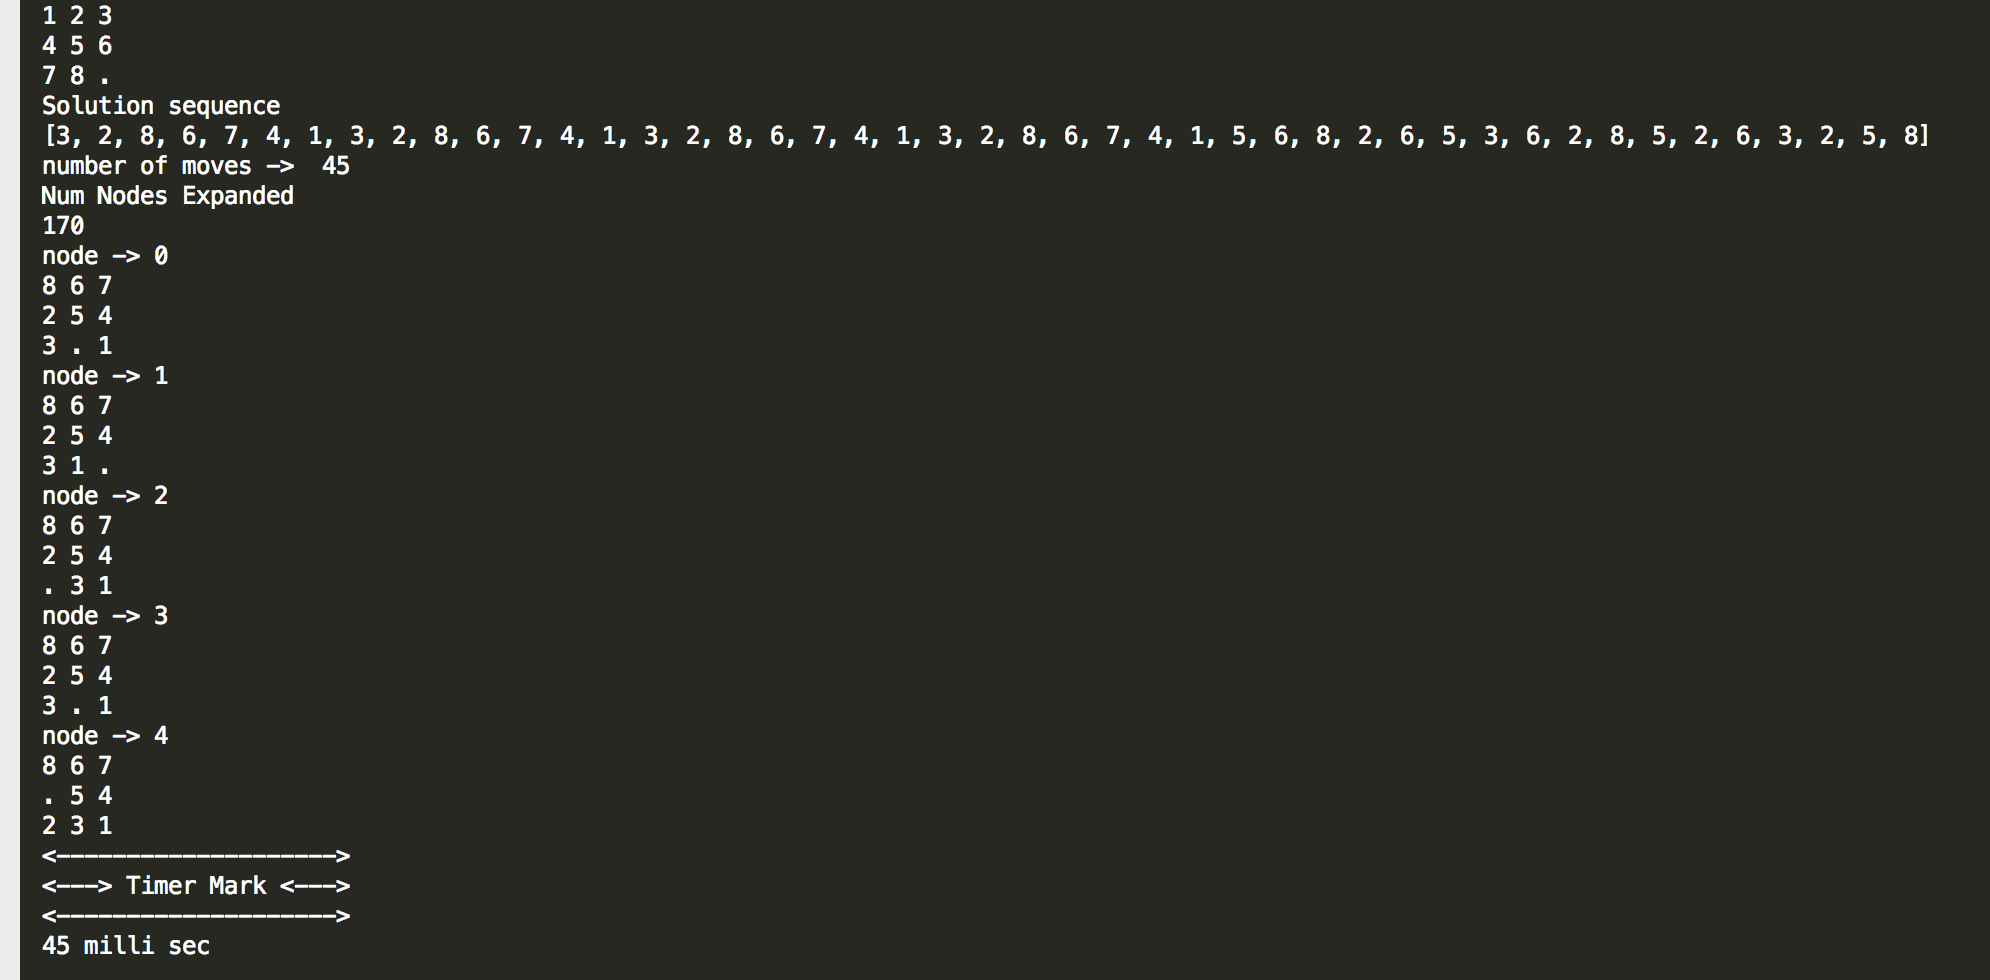 1 2 3
4 5 6
7 8 .
Solution sequence
[3, 2, 8, 6, 7, 4, 1, 3, 2, 8, 6, 7, 4, 1, 3, 2, 8, 6, 7, 4, 1, 3, 2, 8, 6, 7, 4, 1, 5, 6, 8, 2, 6, 5, 3, 6, 2, 8, 5, 2, 6, 3, 2, 5, 8]
number of moves -> 45
Num Nodes Expanded
170
node -> 0
8 6 7
2 5 4
3 . 1
node -> 1
8 6 7
2 5 4
3 1 .
node -> 2
8 6 7
2 5 4
. 3 1
node -> 3
8 6 7
2 5 4
3 . 1
node -> 4
8 6 7
. 5 4
2 3 1
<-------------------->
<---> Timer Mark <--->
<-------------------->
45 milli sec